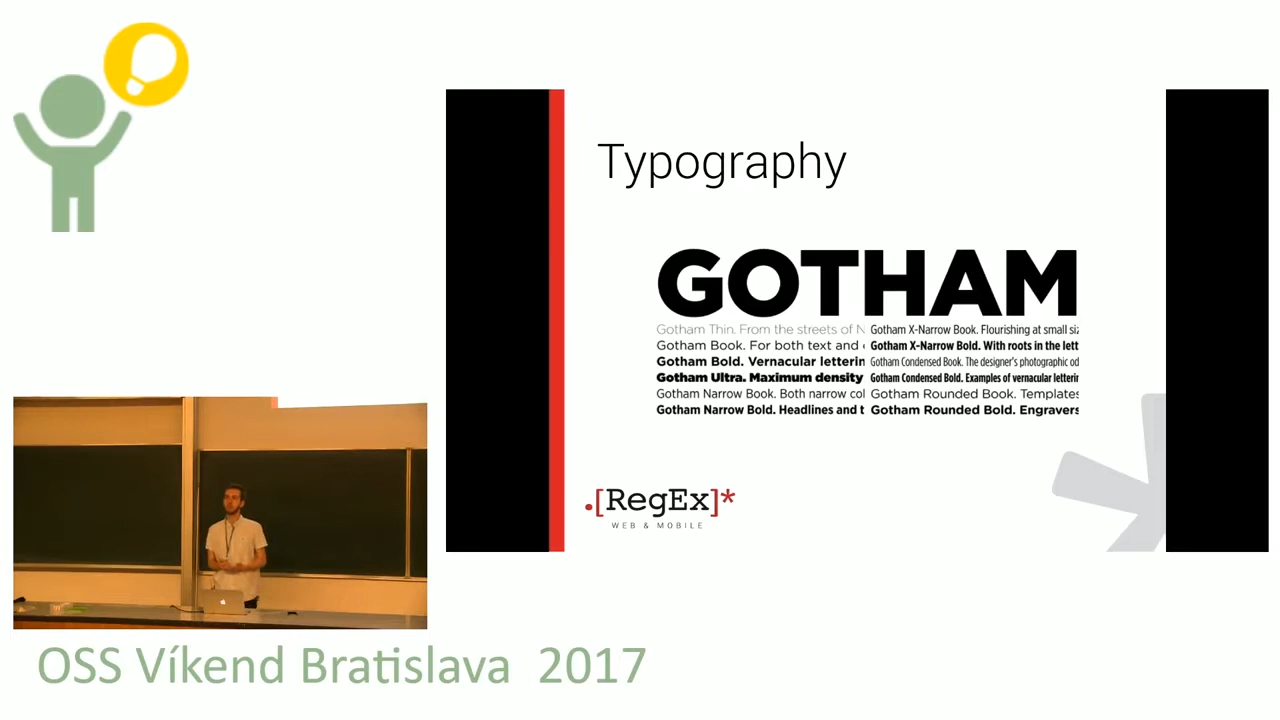 Typography
GOTHAM
Gotham Thin. From the streets of N
Gotham Book. For both text and
Gotham Bold. Vernacular letterin
Gotham Ultra. Maximum density
Gotham Narrow Book. Both narrow col
Gotham Narrow Bold. Headlines and t
Gotham X-Narrow Book. Flourishing at small siz
Gotham X-Narrow Bold. With roots in the lett
Gotham Condensed Book. The designer's photographic od
Gotham Condensed Bold. Examples of vernacular letterin
Gotham Rounded Book. Templates
Gotham Rounded Bold. Engravers
.[RegEx]*
WEB & MOBILE
OSS Víkend Bratislava 2017